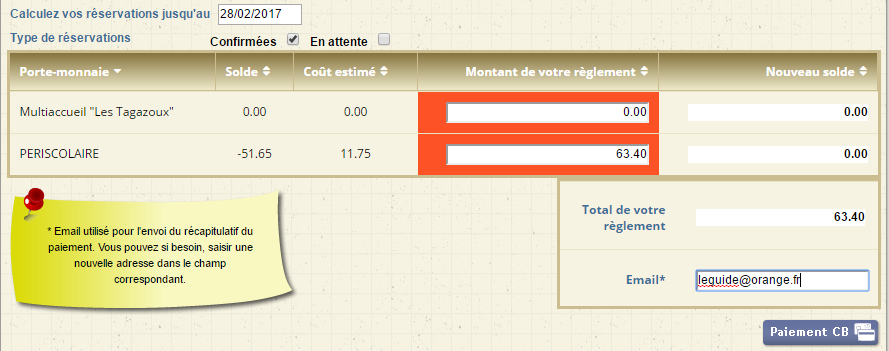 Calculez vos réservations jusqu'au 28/02/2017
Type de réservations Confirmées En attente
Porte-monnaie Solde Coût estimé Montant de votre règlement Nouveau solde
Multiaccueil "Les Tagazoux" 0.00 0.00 0.00 0.00
PERISCOLAIRE -51.65 11.75 63.40 0.00
* Email utilisé pour l'envoi du récapitulatif du
paiement. Vous pouvez si besoin, saisir une
nouvelle adresse dans le champ
correspondant.
Total de votre
règlement 63.40
Email* leguide@orange.fr
Paiement CB